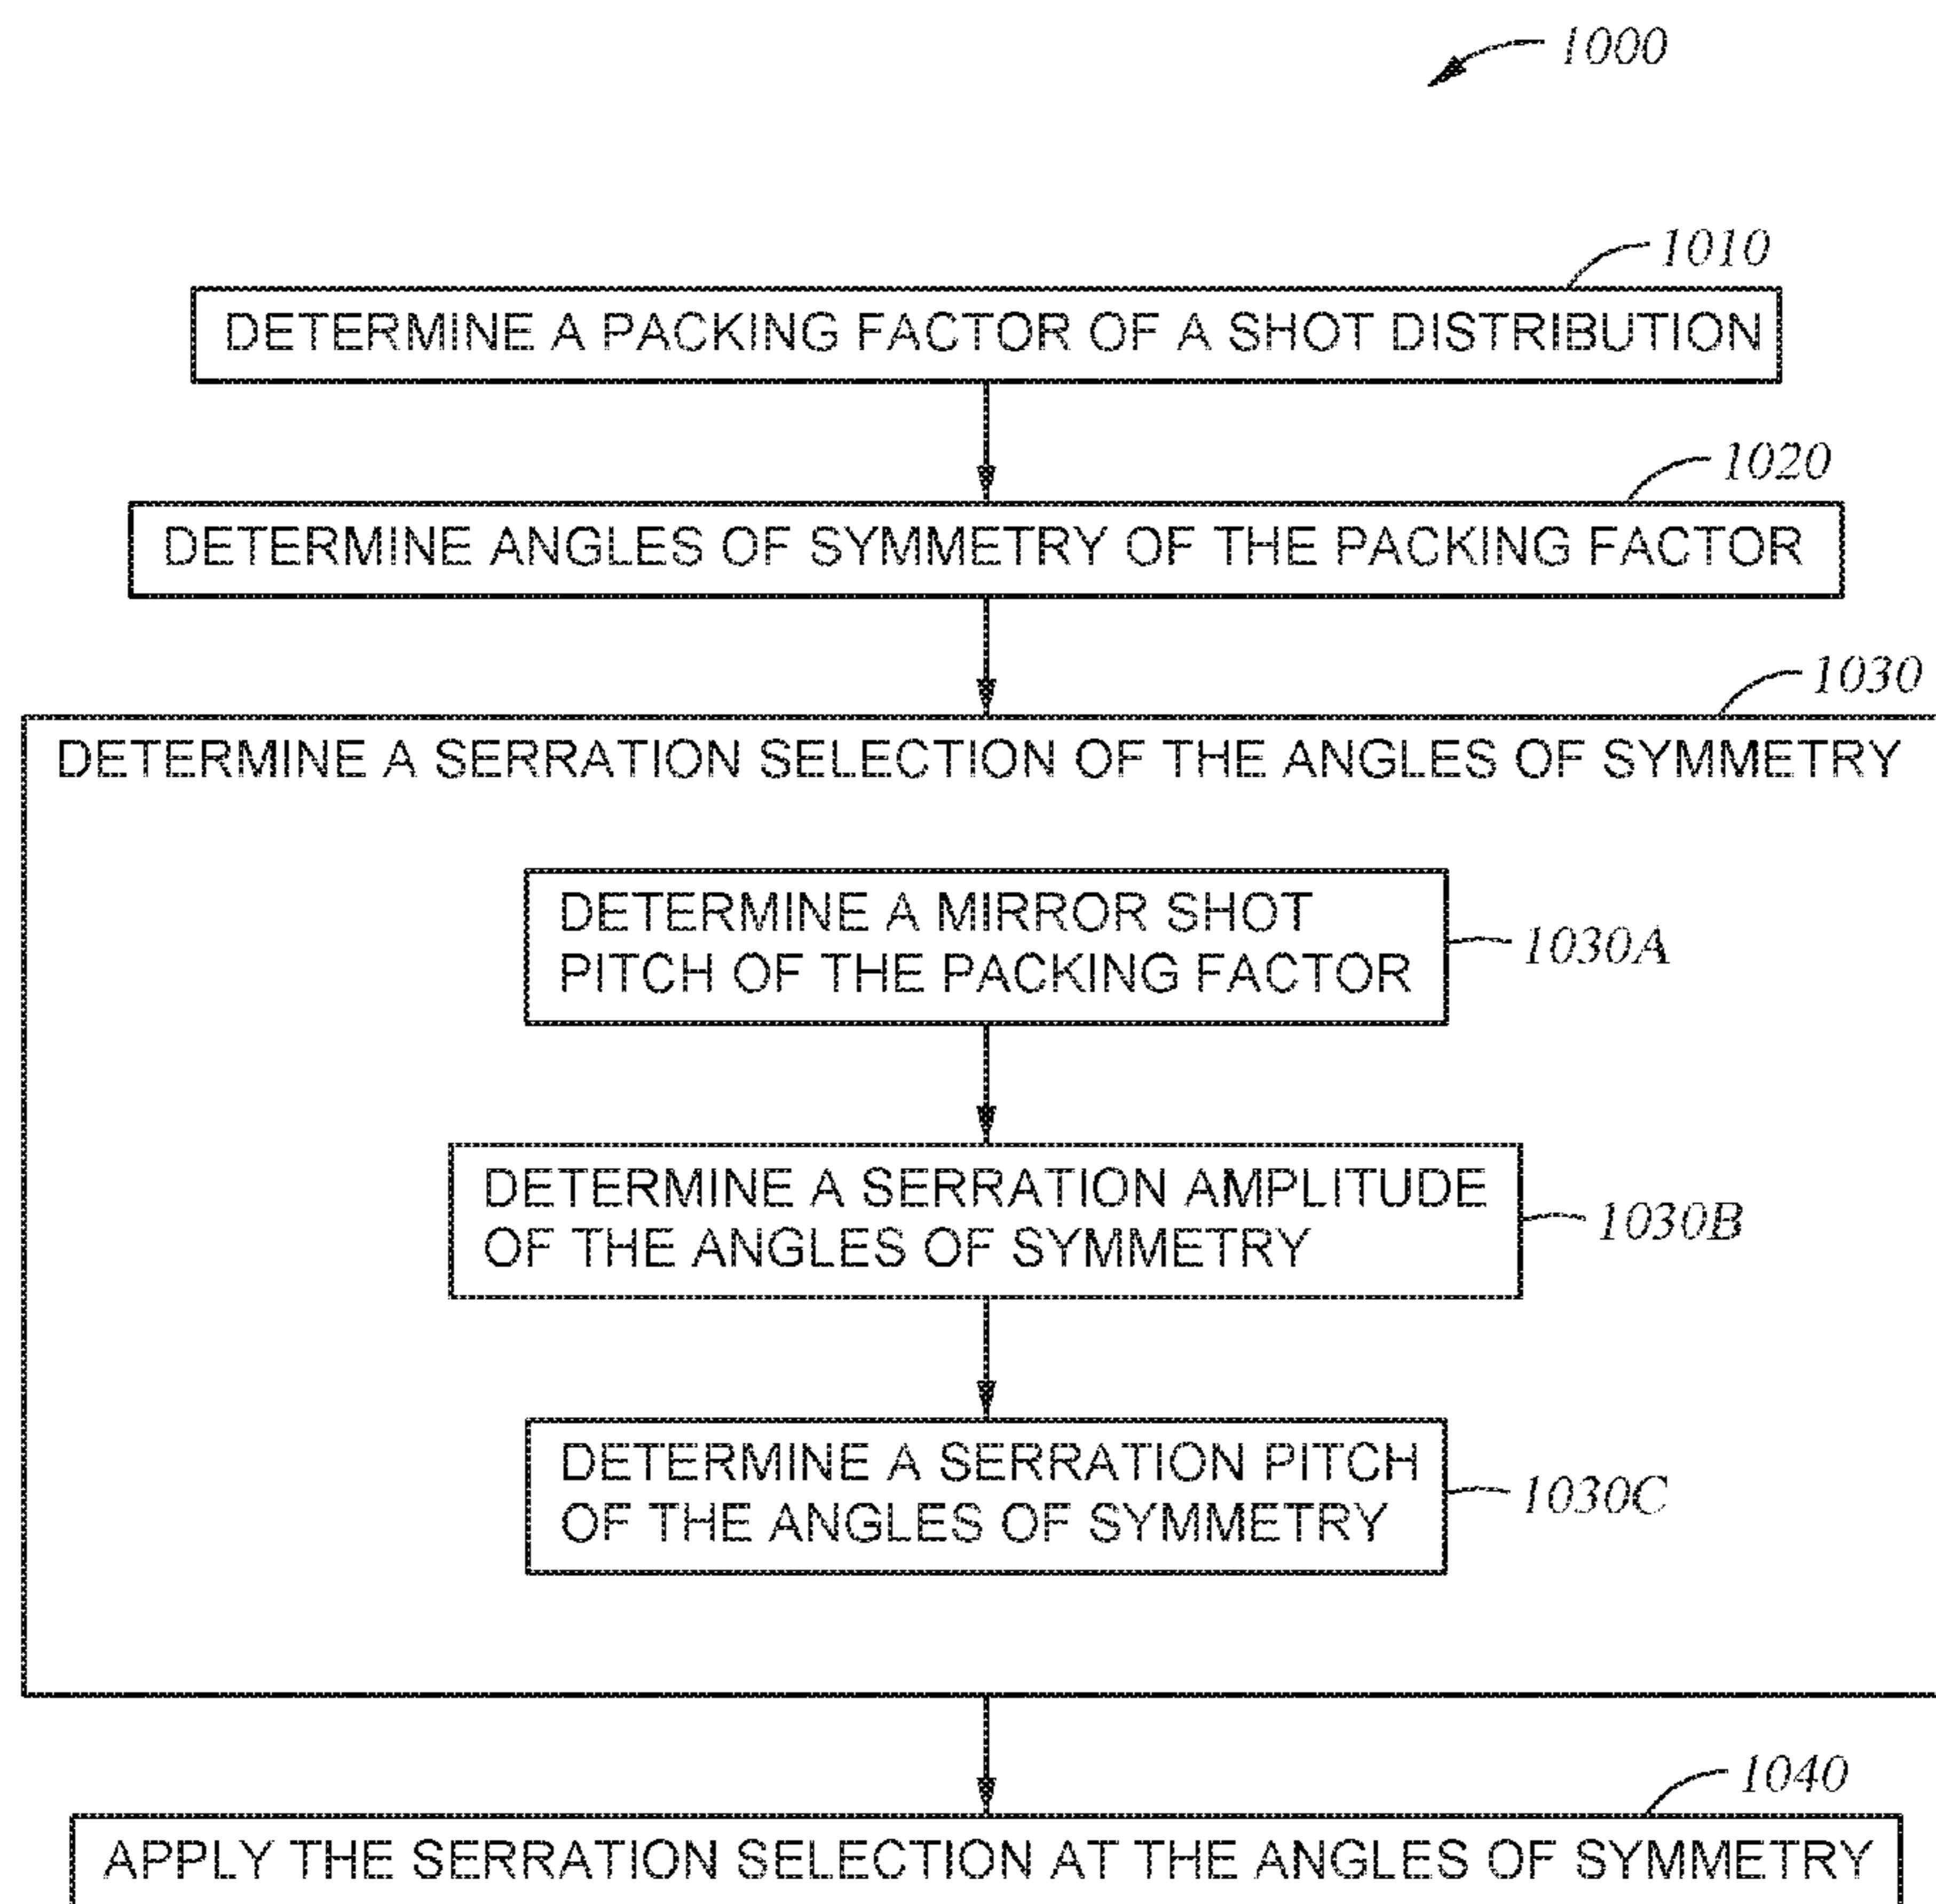 1000
1010
DETERMINE A PACKING FACTOR OF A SHOT DISTRIBUTION
1020
DETERMINE ANGLES OF SYMMETRY OF THE PACKING FACTOR
1030
DETERMINE A SERRATION SELECTION OF THE ANGLES OF SYMMETRY
DETERMINE A MIRROR SHOT
PITCH OF THE PACKING FACTOR
1030A
DETERMINE A SERRATION AMPLITUDE
OF THE ANGLES OF SYMMETRY
1030B
DETERMINE A SERRATION PITCH
OF THE ANGLES OF SYMMETRY
1030C
1040
APPLY THE SERRATION SELECTION AT THE ANGLES OF SYMMETRY